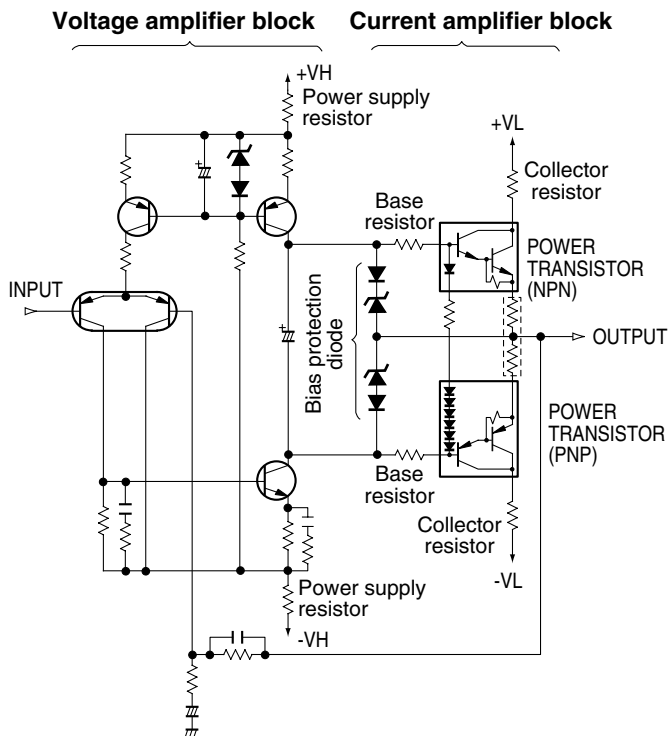 Voltage amplifier block
Current amplifier block
+VH
Power supply
resistor
+VL
Collector
resistor
Base
resistor
POWER
TRANSISTOR
(NPN)
INPUT
+
+
Bias protection
diode
OUTPUT
POWER
TRANSISTOR
(PNP)
Base
resistor
Collector
resistor
-VL
Power supply
resistor
-VH